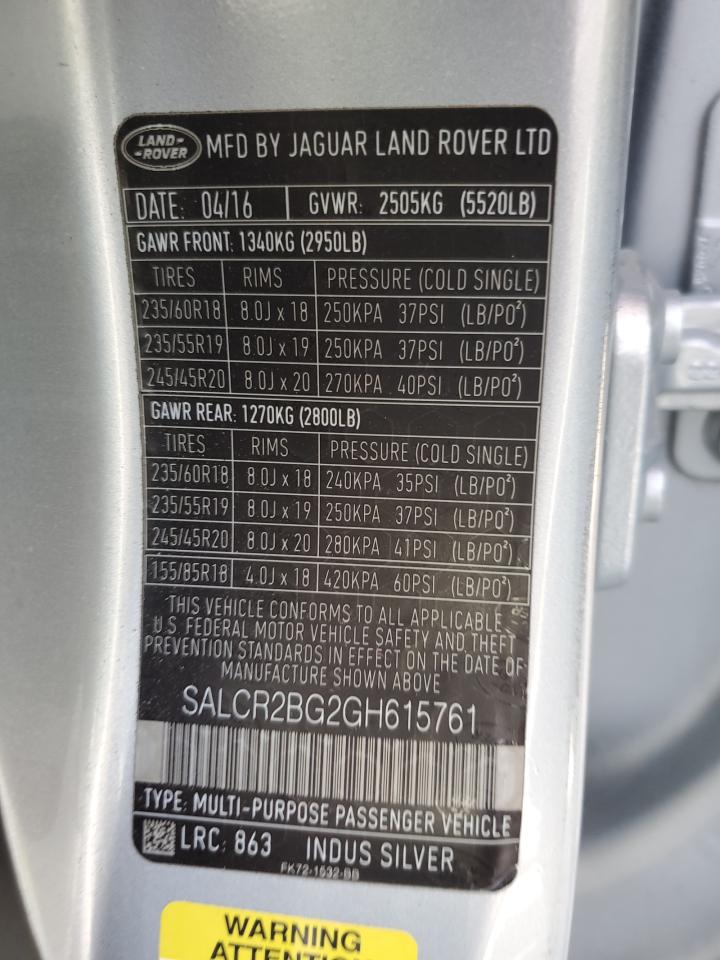 LAND-
-ROVER
MFD BY JAGUAR LAND ROVER LTD
DATE: 04/16 GVWR: 2505KG (5520LB)
GAWR FRONT: 1340KG (2950LB)
TIRES RIMS PRESSURE (COLD SINGLE)
235/60R18 8.0J x 18 250KPA 37PSI (LB/PO²)
235/55R19 8.0J x 19 250KPA 37PSI (LB/PO²)
245/45R20 8.0J x 20 270KPA 40PSI (LB/PO²)
GAWR REAR: 1270KG (2800LB)
TIRES RIMS PRESSURE (COLD SINGLE)
235/60R18 8.0J x 18 240KPA 35PSI (LB/PO²)
235/55R19 8.0J x 19 250KPA 37PSI (LB/PO²)
245/45R20 8.0J x 20 280KPA 41PSI (LB/PO²)
155/85R18 4.0J x 18 420KPA 60PSI (LB/PO²)
THIS VEHICLE CONFORMS TO ALL APPLICABLE
U.S. FEDERAL MOTOR VEHICLE SAFETY AND THEFT
PREVENTION STANDARDS IN EFFECT ON THE DATE OF
MANUFACTURE SHOWN ABOVE
SALCR2BG2GH615761
TYPE: MULTI-PURPOSE PASSENGER VEHICLE
LRC: 863 INDUS SILVER
FK72-1532-BB
WARNING
ATTENTION